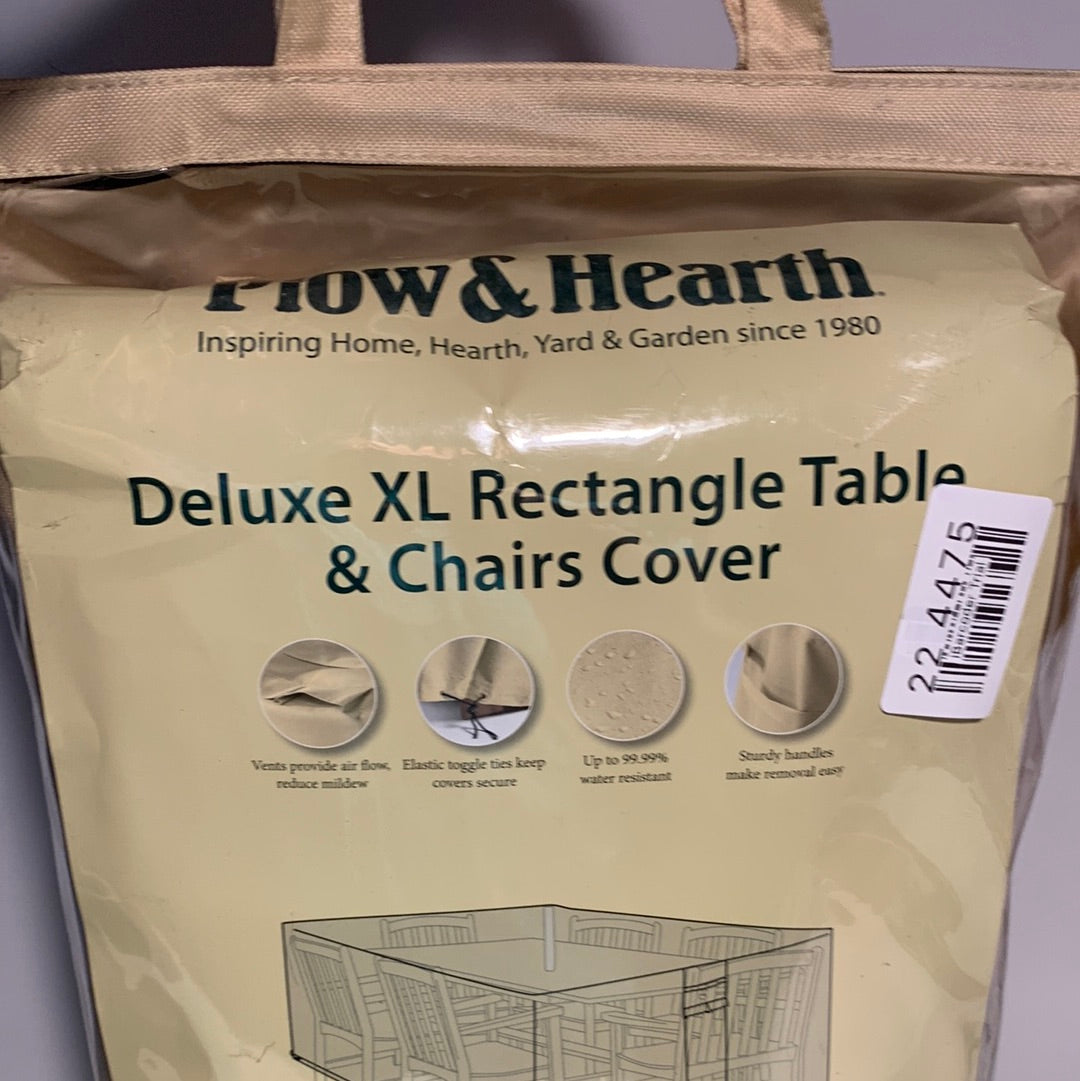 Plow & Hearth
Inspiring Home, Hearth, Yard & Garden since 1980
Deluxe XL Rectangle Table
& Chairs Cover
22 4475
Vents provide air flow,
reduce mildew
Elastic toggle ties keep
covers secure
Up to 99.99%
water resistant
Sturdy handles
make removal easy